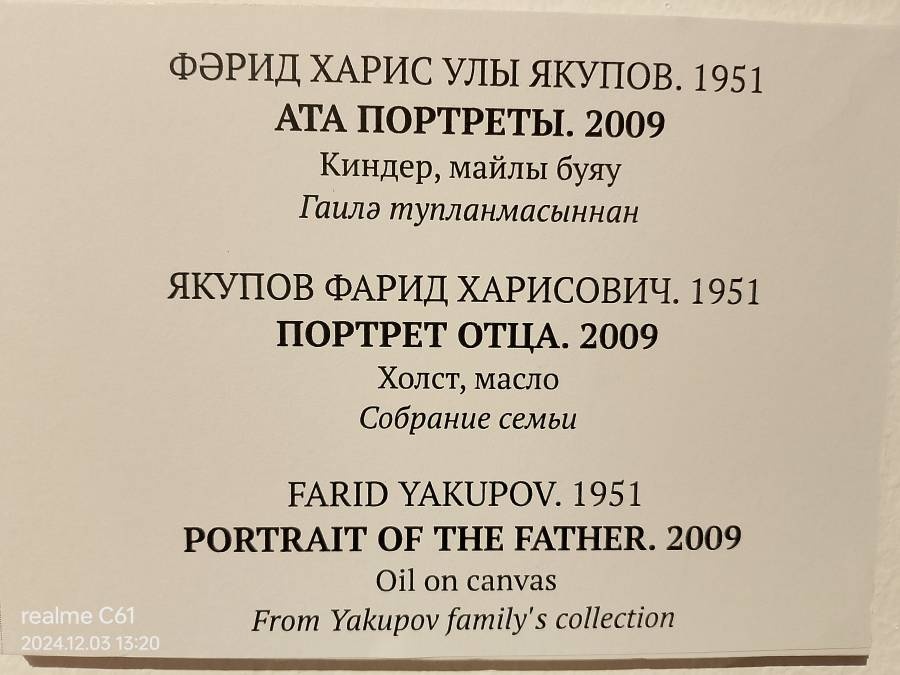 ФӘРИД ХАРИС УЛЫ ЯКУПОВ. 1951
АТА ПОРТРЕТЫ. 2009
Киндер, майлы буяу
Гаилә тупланмасыннан
ЯКУПОВ ФАРИД ХАРИСОВИЧ. 1951
ПОРТРЕТ ОТЦА. 2009
Холст, масло
Собрание семьи
FARID YAKUPOV. 1951
PORTRAIT OF THE FATHER. 2009
Oil on canvas
From Yakupov family's collection
realme C61
2024.12.03 13:20